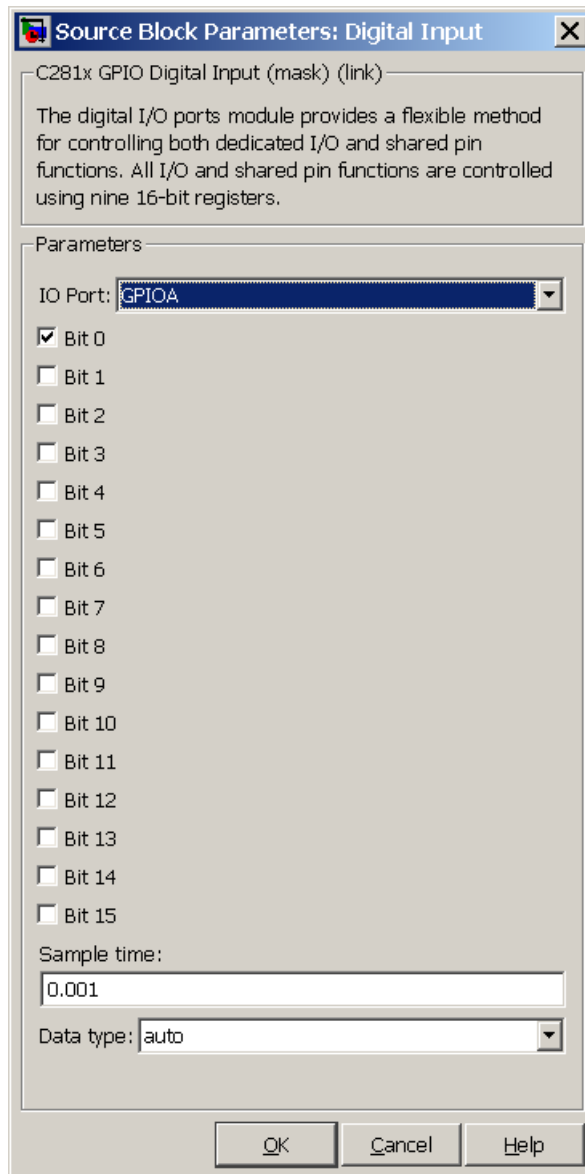 Source Block Parameters: Digital Input
C281x GPIO Digital Input (mask) (link)
The digital I/O ports module provides a flexible method
for controlling both dedicated I/O and shared pin
functions. All I/O and shared pin functions are controlled
using nine 16-bit registers.
Parameters
IO Port: GPIOA
Bit 0
Bit 1
Bit 2
Bit 3
Bit 4
Bit 5
Bit 6
Bit 7
Bit 8
Bit 9
Bit 10
Bit 11
Bit 12
Bit 13
Bit 14
Bit 15
Sample time:
0.001
Data type: auto
OK Cancel Help